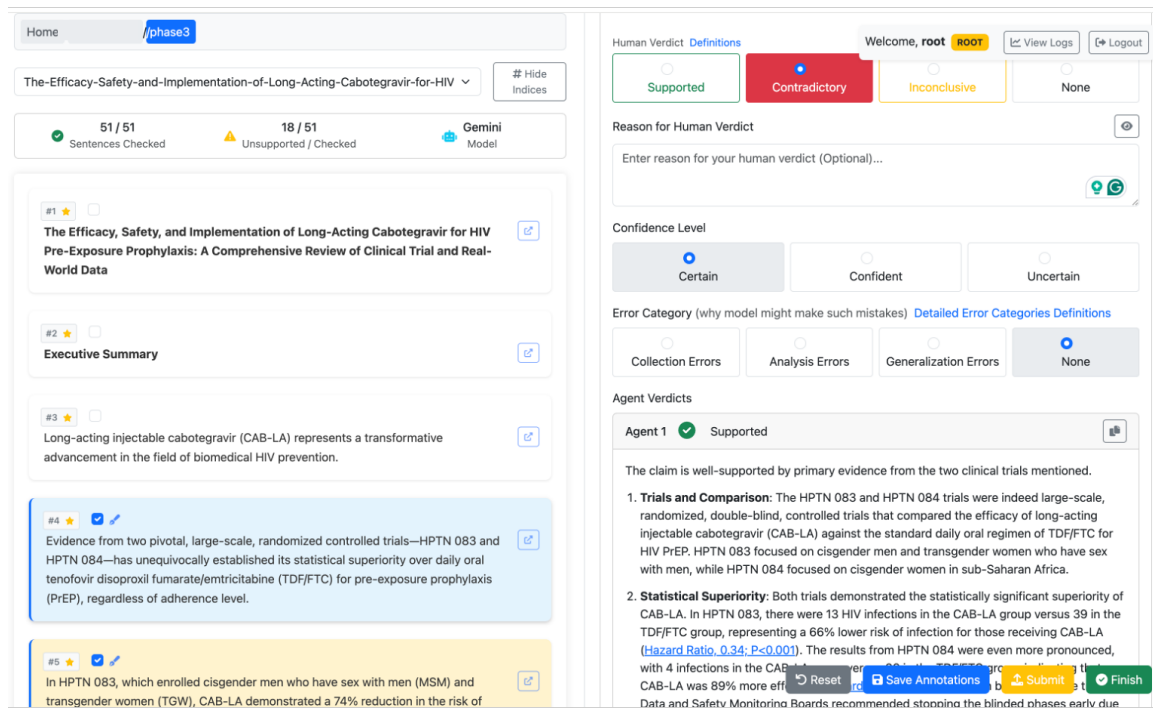 Home /phase3
The-Efficacy-Safety-and-Implementation-of-Long-Acting-Cabotegravir-for-HIV
# Hide
Indices
51 / 51
Sentences Checked
18 / 51
Unsupported / Checked
Gemini
Model
#1
The Efficacy, Safety, and Implementation of Long-Acting Cabotegravir for HIV
Pre-Exposure Prophylaxis: A Comprehensive Review of Clinical Trial and Real-
World Data
#2
Executive Summary
#3
Long-acting injectable cabotegravir (CAB-LA) represents a transformative
advancement in the field of biomedical HIV prevention.
#4
Evidence from two pivotal, large-scale, randomized controlled trials—HPTN 083 and
HPTN 084—has unequivocally established its statistical superiority over daily oral
tenofovir disoproxil fumarate/emtricitabine (TDF/FTC) for pre-exposure prophylaxis
(PrEP), regardless of adherence level.
#5
In HPTN 083, which enrolled cisgender men who have sex with men (MSM) and
transgender women (TGW), CAB-LA demonstrated a 74% reduction in the risk of
Welcome, root ROOT
View Logs
Logout
Human Verdict Definitions
Supported
Contradictory
Inconclusive
None
Reason for Human Verdict
Enter reason for your human verdict (Optional)...
Confidence Level
Certain
Confident
Uncertain
Error Category (why model might make such mistakes) Detailed Error Categories Definitions
Collection Errors
Analysis Errors
Generalization Errors
None
Agent Verdicts
Agent 1 Supported
The claim is well-supported by primary evidence from the two clinical trials mentioned.
1. Trials and Comparison: The HPTN 083 and HPTN 084 trials were indeed large-scale,
randomized, double-blind, controlled trials that compared the efficacy of long-acting
injectable cabotegravir (CAB-LA) against the standard daily oral regimen of TDF/FTC for
HIV PrEP. HPTN 083 focused on cisgender men and transgender women who have sex
with men, while HPTN 084 focused on cisgender women in sub-Saharan Africa.
2. Statistical Superiority: Both trials demonstrated the statistically significant superiority of
CAB-LA. In HPTN 083, there were 13 HIV infections in the CAB-LA group versus 39 in the
TDF/FTC group, representing a 66% lower risk of infection for those receiving CAB-LA
(Hazard Ratio, 0.34; P<0.001). The results from HPTN 084 were even more pronounced,
with 4 infections in the
CAB-LA was 89% more
Data and Safety Monitoring Boards recommended stopping the blinded phases early due
Reset
Save Annotations
Submit
Finish